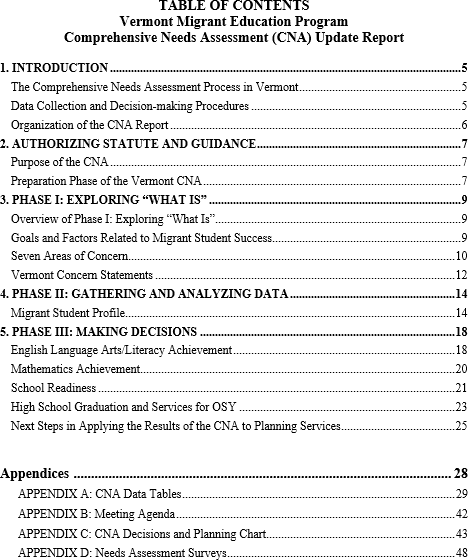 TABLE OF CONTENTS
Vermont Migrant Education Program
Comprehensive Needs Assessment (CNA) Update Report
1. INTRODUCTION ...5
The Comprehensive Needs Assessment Process in Vermont...5
Data Collection and Decision-making Procedures ...5
Organization of the CNA Report...6
2. AUTHORIZING STATUTE AND GUIDANCE...7
Purpose of the CNA...7
Preparation Phase of the Vermont CNA...7
3. PHASE I: EXPLORING “WHAT IS” ...9
Overview of Phase I: Exploring “What Is”...9
Goals and Factors Related to Migrant Student Success...9
Seven Areas of Concern...10
Vermont Concern Statements ...12
4. PHASE II: GATHERING AND ANALYZING DATA...14
Migrant Student Profile...14
5. PHASE III: MAKING DECISIONS ...18
English Language Arts/Literacy Achievement...18
Mathematics Achievement...20
School Readiness ...21
High School Graduation and Services for OSY ...23
Next Steps in Applying the Results of the CNA to Planning Services...25
Appendices ... 28
APPENDIX A: CNA Data Tables...29
APPENDIX B: Meeting Agenda...42
APPENDIX C: CNA Decisions and Planning Chart...43
APPENDIX D: Needs Assessment Surveys...48